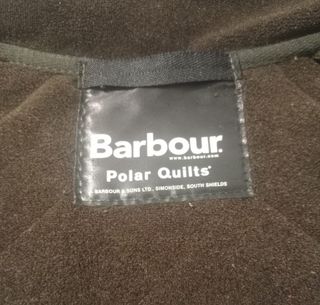 Barbour.
www.barbour.com
Polar Quilts
BARBOUR & SONS LTD., SIMONSIDE, SOUTH SHIELDS